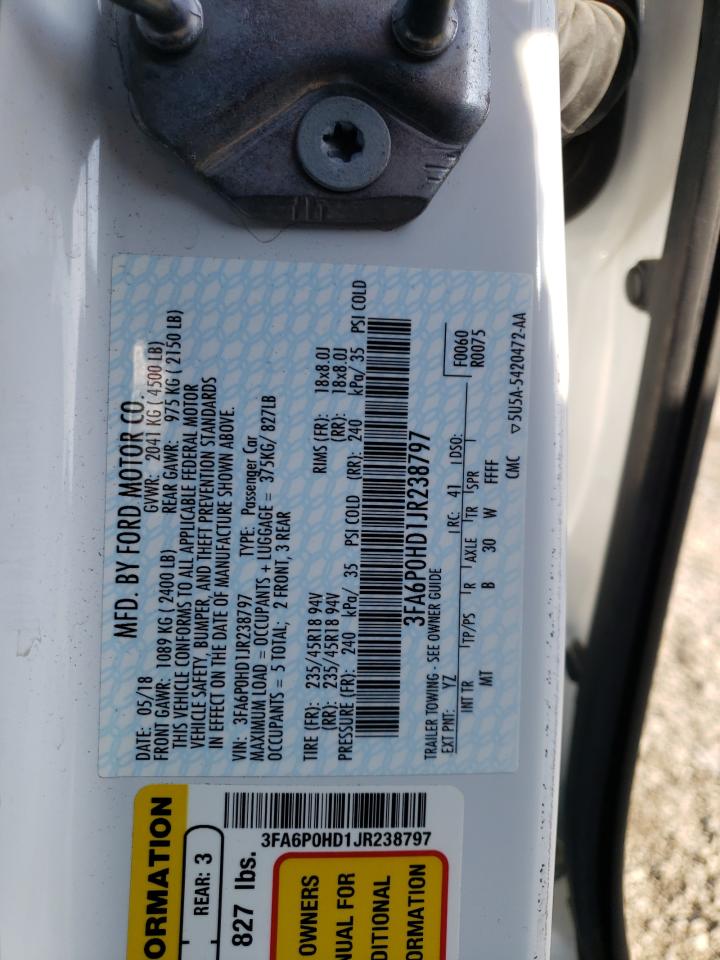 MFD. BY FORD MOTOR CO.
DATE: 05/18 GVWR: 2041 KG (4500 LB)
FRONT GAWR: 1089 KG (2400 LB) REAR GAWR: 975 KG (2150 LB)
THIS VEHICLE CONFORMS TO ALL APPLICABLE FEDERAL MOTOR
VEHICLE SAFETY, BUMPER, AND THEFT PREVENTION STANDARDS
IN EFFECT ON THE DATE OF MANUFACTURE SHOWN ABOVE.
VIN: 3FA6P0HD1JR238797 TYPE: Passenger Car
MAXIMUM LOAD = OCCUPANTS + LUGGAGE = 375KG/ 827LB
OCCUPANTS = 5 TOTAL; 2 FRONT, 3 REAR
TIRE (FR): 235/45R18 94V RIMS (FR): 18x8.0J
(RR): 235/45R18 94V (RR): 18x8.0J
PRESSURE (FR): 240 kPa/ 35 PSI COLD (RR): 240 kPa/ 35 PSI COLD
3FA6P0HD1JR238797
TRAILER TOWING - SEE OWNER GUIDE
F0060
R0075
EXT PNT: YZ RC: 41 DSO:
INT TR TP/PS R AXLE TR SPR
MT B 30 W FFFF
CMC ▽5U5A-5420472-AA
ORMATION
REAR: 3
827 lbs.
3FA6P0HD1JR238797
OWNERS
NUAL FOR
DITIONAL
ORMATION